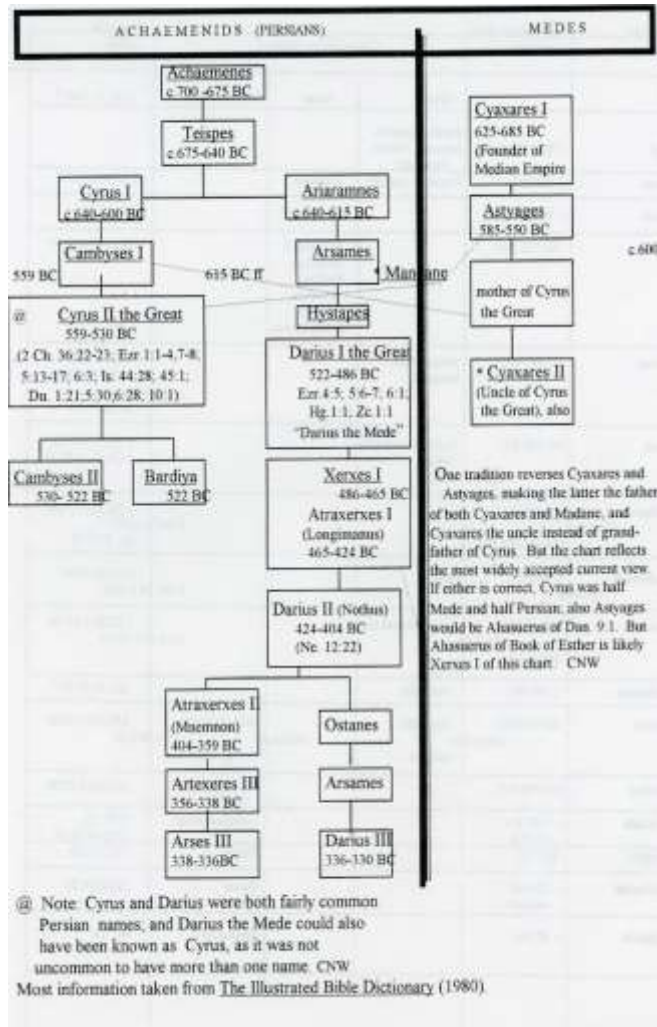 ACHAEMENIDS (PERSIANS)
MEDES
Achaemenes
c.700 -675 BC
Teispes
c.675-640 BC
Cyrus I
c.640-600 BC
Ariaramnes
c.640-615 BC
Cambyses I
559 BC
615 BC ff
Arsames
* Mandane
@ Cyrus II the Great
559-530 BC
(2 Ch. 36:22-23; Ezr 1:1-4,7-8;
5:13-17; 6:3; Is. 44:28; 45:1;
Dn. 1:21,5:30;6:28; 10:1)
Hystapes
Darius I the Great
522-486 BC
Ezr 4:5; 5:6-7; 6:1;
Hg.1:1; Zc.1:1
"Darius the Mede"
Cambyses II
530- 522 BC
Bardiya
522 BC
Xerxes I
486-465 BC
Atraxerxes I
(Longimanus)
465-424 BC
Darius II (Nothus)
424-404 BC
(Ne. 12:22)
Atraxerxes II
(Mnemnon)
404-359 BC
Ostanes
Artexeres III
356-338 BC
Arsames
Arses III
338-336BC
Darius III
336-330 BC
Cyaxares I
625-685 BC
(Founder of
Median Empire
Astyages
585-550 BC
c.600
mother of Cyrus
the Great
* Cyaxares II
(Uncle of Cyrus
the Great), also
One tradition reverses Cyaxares and
Astyages, making the latter the father
of both Cyaxares and Madane, and
Cyaxares the uncle instead of grand-
father of Cyrus. But the chart reflects
the most widely accepted current view.
If either is correct, Cyrus was half
Mede and half Persian; also Astyages
would be Ahasuerus of Dan. 9:1. But
Ahasuerus of Book of Esther is likely
Xerxes I of this chart. CNW
@ Note: Cyrus and Darius were both fairly common
Persian names, and Darius the Mede could also
have been known as Cyrus, as it was not
uncommon to have more than one name. CNW
Most information taken from The Illustrated Bible Dictionary (1980).